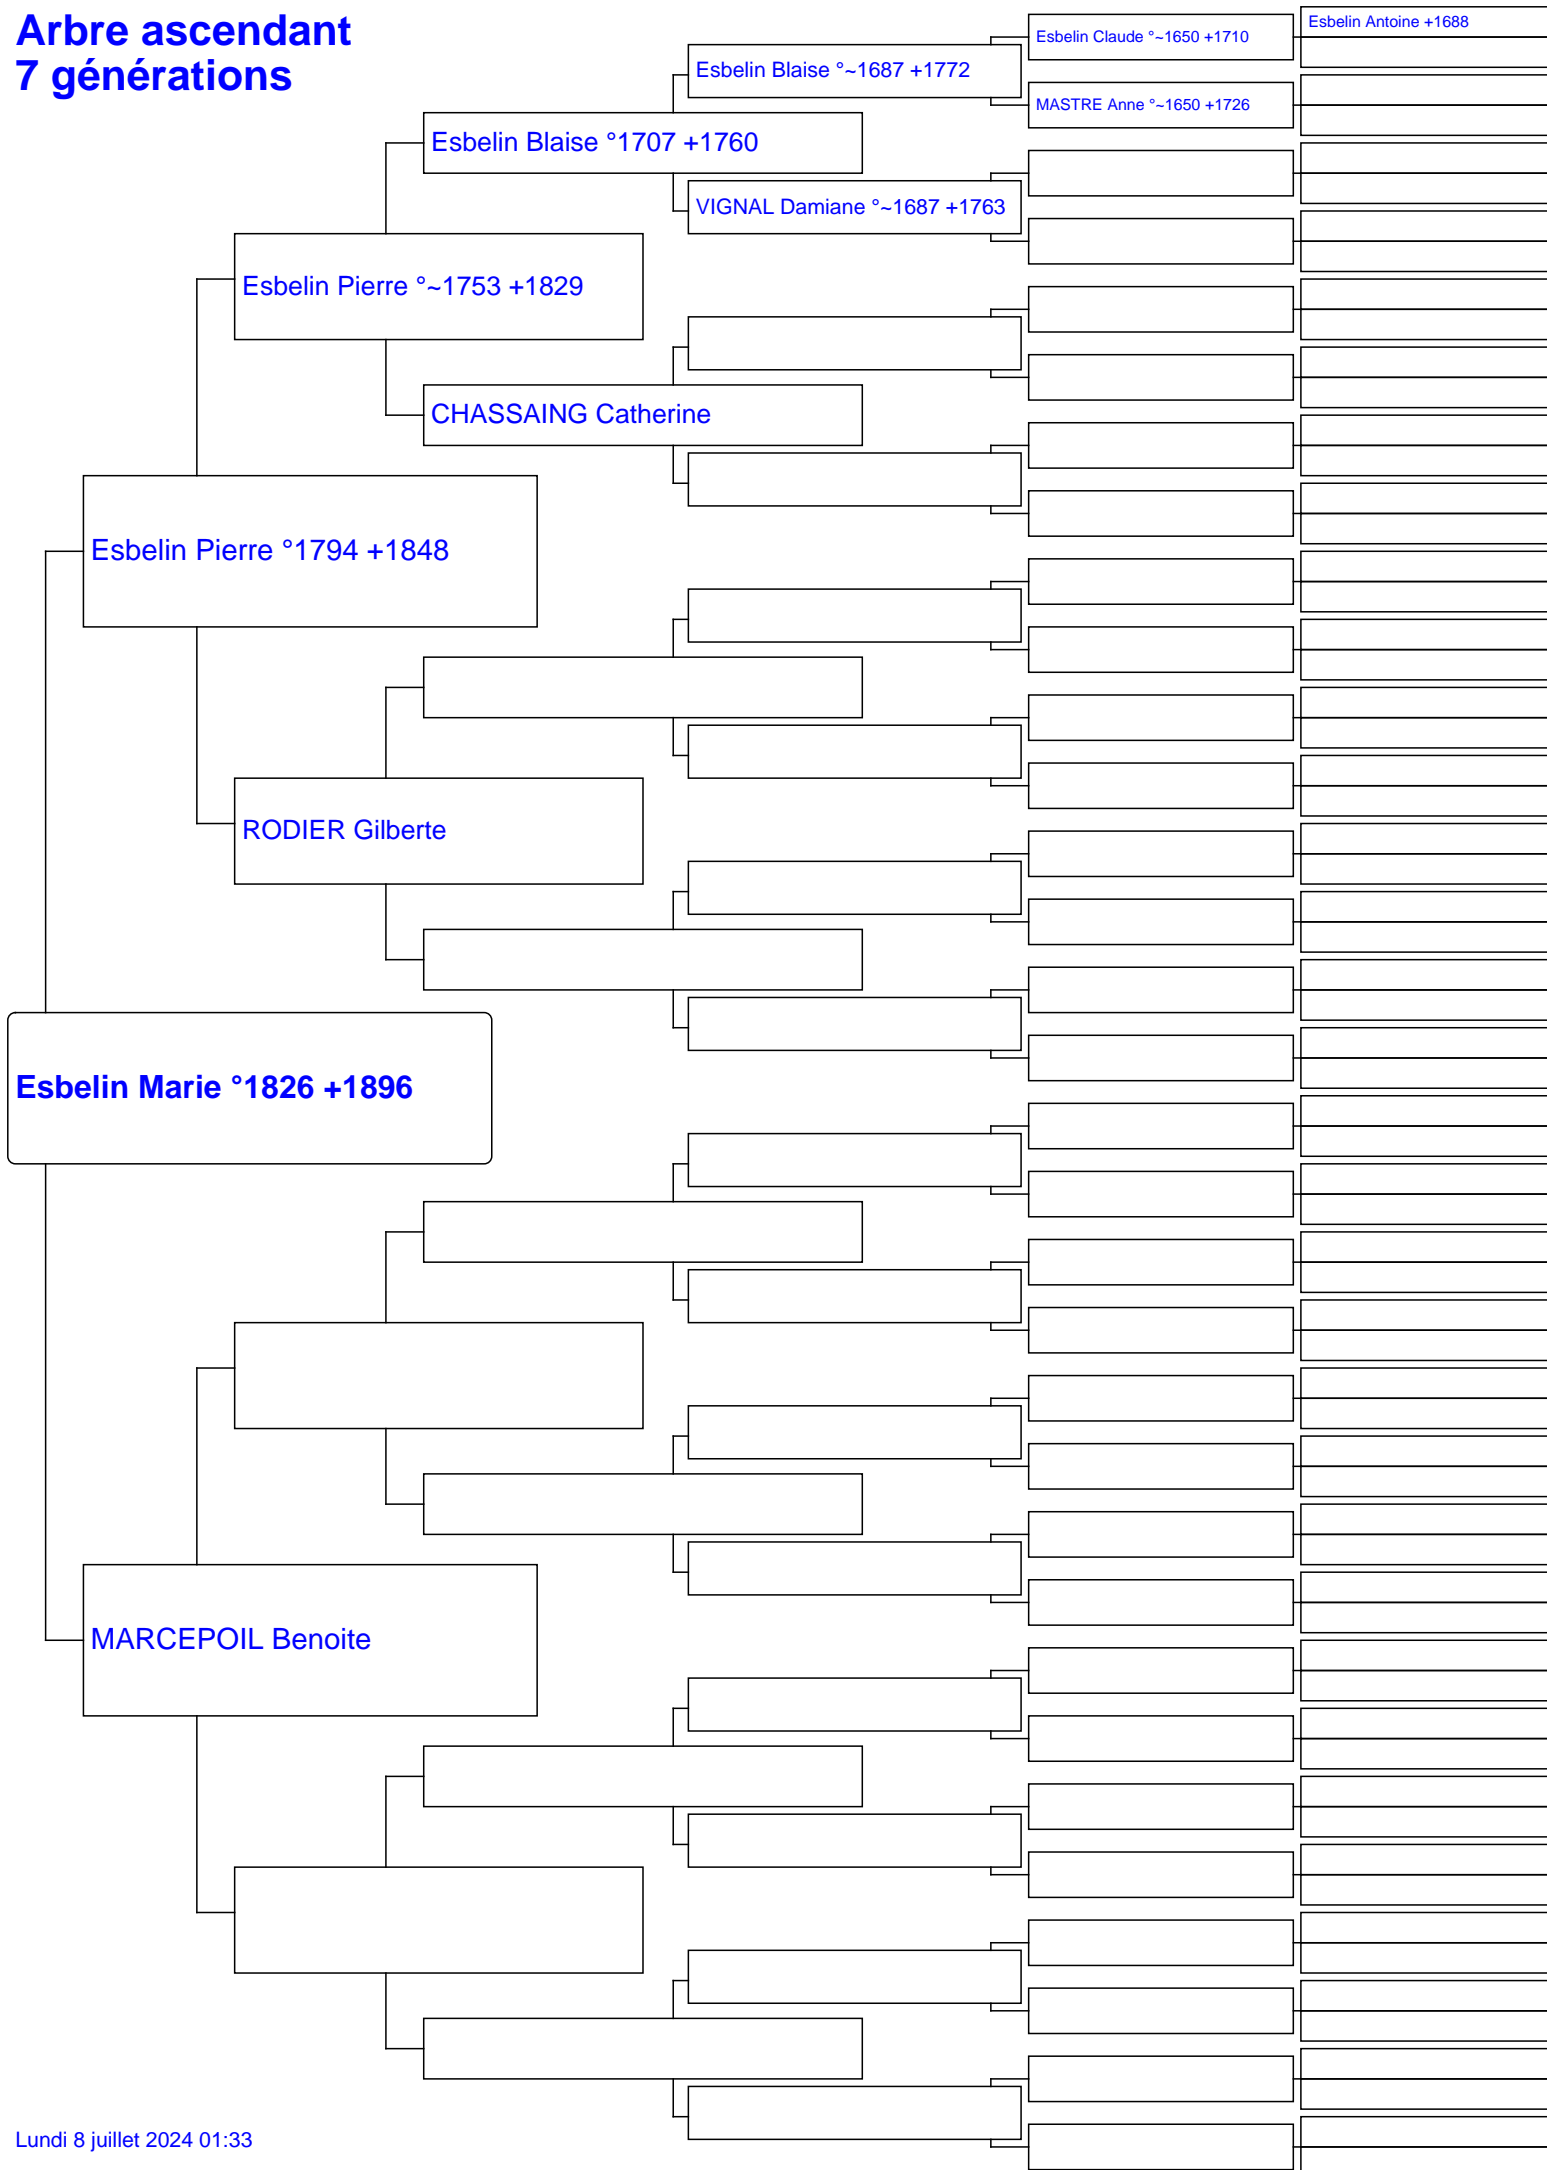 Arbre ascendant
7 générations
Esbelin Antoine +1688
Esbelin Claude °~1650 +1710
Esbelin Blaise °~1687 +1772
MASTRE Anne °~1650 +1726
Esbelin Blaise °1707 +1760
VIGNAL Damiane °~1687 +1763
Esbelin Pierre °~1753 +1829
CHASSAING Catherine
Esbelin Pierre °1794 +1848
RODIER Gilberte
Esbelin Marie °1826 +1896
MARCEPOIL Benoite
Lundi 8 juillet 2024 01:33